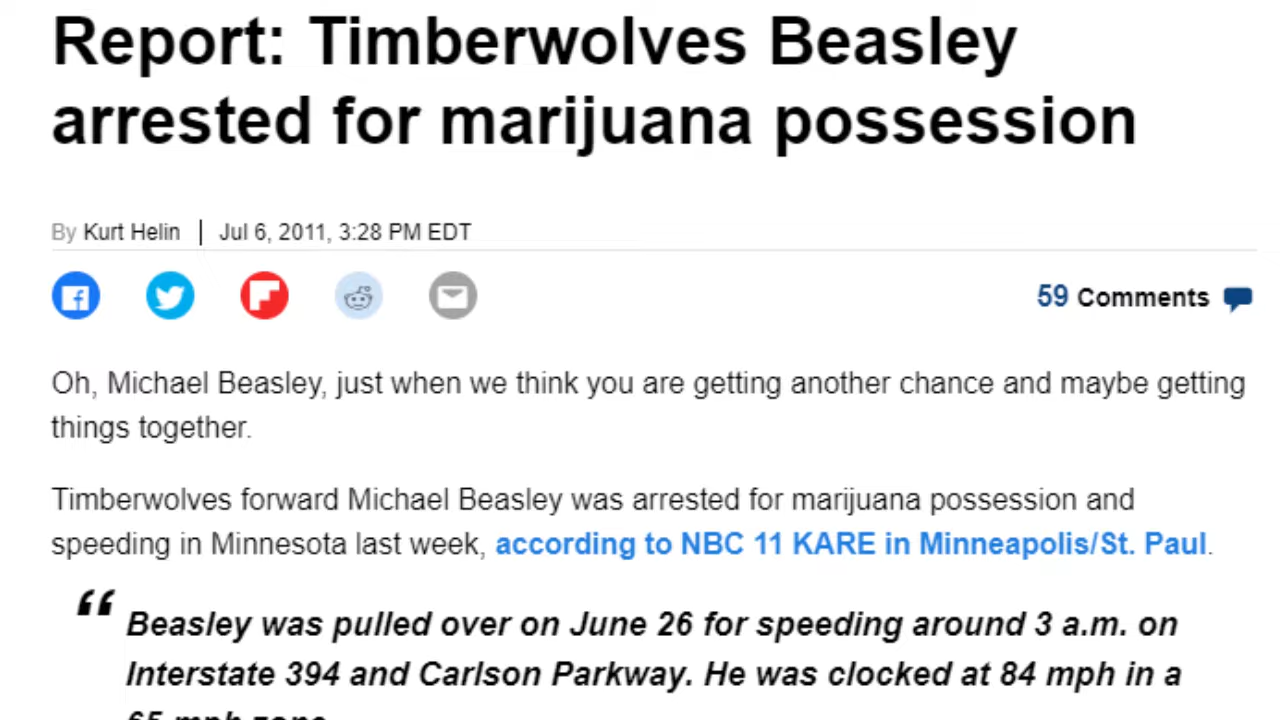 Report: Timberwolves Beasley
arrested for marijuana possession
By Kurt Helin | Jul 6, 2011, 3:28 PM EDT
59 Comments
Oh, Michael Beasley, just when we think you are getting another chance and maybe getting
things together.
Timberwolves forward Michael Beasley was arrested for marijuana possession and
speeding in Minnesota last week, according to NBC 11 KARE in Minneapolis/St. Paul.
“ Beasley was pulled over on June 26 for speeding around 3 a.m. on
Interstate 394 and Carlson Parkway. He was clocked at 84 mph in a
65 mph zone